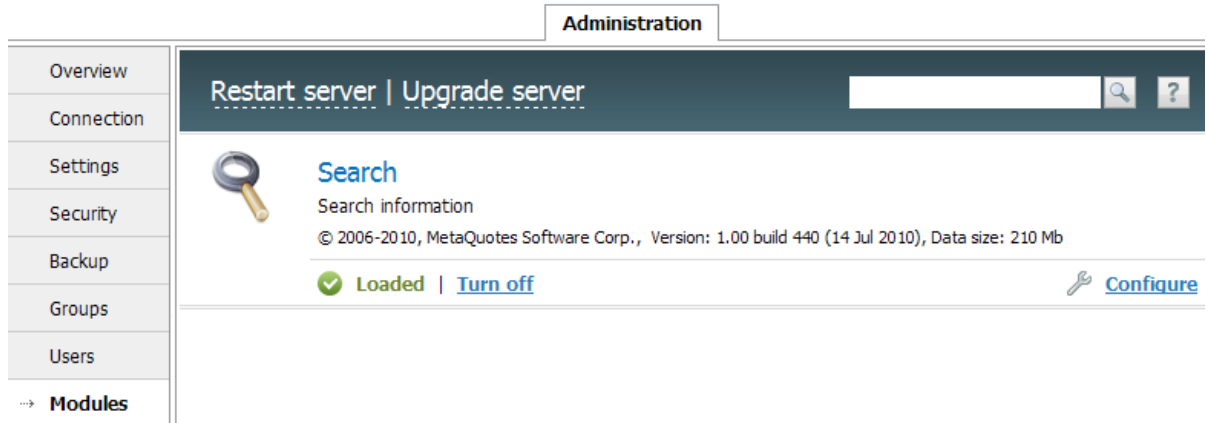 Administration
Overview
Connection
Settings
Security
Backup
Groups
Users
Modules
Restart server | Upgrade server
?
Search
Search information
© 2006-2010, MetaQuotes Software Corp., Version: 1.00 build 440 (14 Jul 2010), Data size: 210 Mb
Loaded | Turn off
Configure